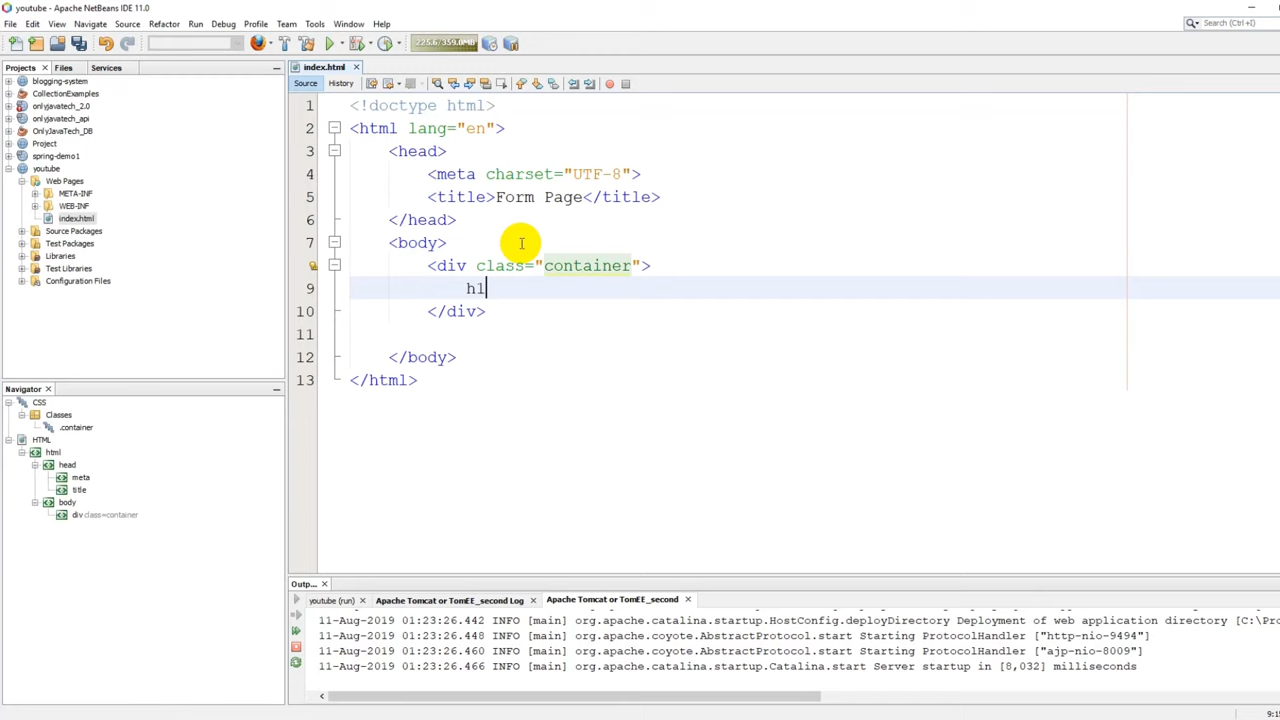 youtube - Apache NetBeans IDE 11.0
File Edit View Navigate Source Refactor Run Debug Profile Team Tools Window Help
Search (Ctrl+I)
225.6/359.0MB
Projects Files Services
index.html
Source History
blogging-system
CollectionExamples
onlyjavatech_2.0
onlyjavatech_api
OnlyJavaTech_DB
Project
spring-demo1
youtube
Web Pages
META-INF
WEB-INF
index.html
Source Packages
Test Packages
Libraries
Test Libraries
Configuration Files
1 <!doctype html>
2 <html lang="en">
3 <head>
4 <meta charset="UTF-8">
5 <title>Form Page</title>
6 </head>
7 <body>
8 <div class="container">
9 h1
10 </div>
11
12 </body>
13 </html>
Navigator
CSS
Classes
.container
HTML
html
head
meta
title
body
div class=container
Outp...
youtube (run) Apache Tomcat or TomEE_second Log Apache Tomcat or TomEE_second
11-Aug-2019 01:23:26.442 INFO [main] org.apache.catalina.startup.HostConfig.deployDirectory Deployment of web application directory [C:\Pro
11-Aug-2019 01:23:26.448 INFO [main] org.apache.coyote.AbstractProtocol.start Starting ProtocolHandler ["http-nio-9494"]
11-Aug-2019 01:23:26.460 INFO [main] org.apache.coyote.AbstractProtocol.start Starting ProtocolHandler ["ajp-nio-8009"]
11-Aug-2019 01:23:26.466 INFO [main] org.apache.catalina.startup.Catalina.start Server startup in [8,032] milliseconds